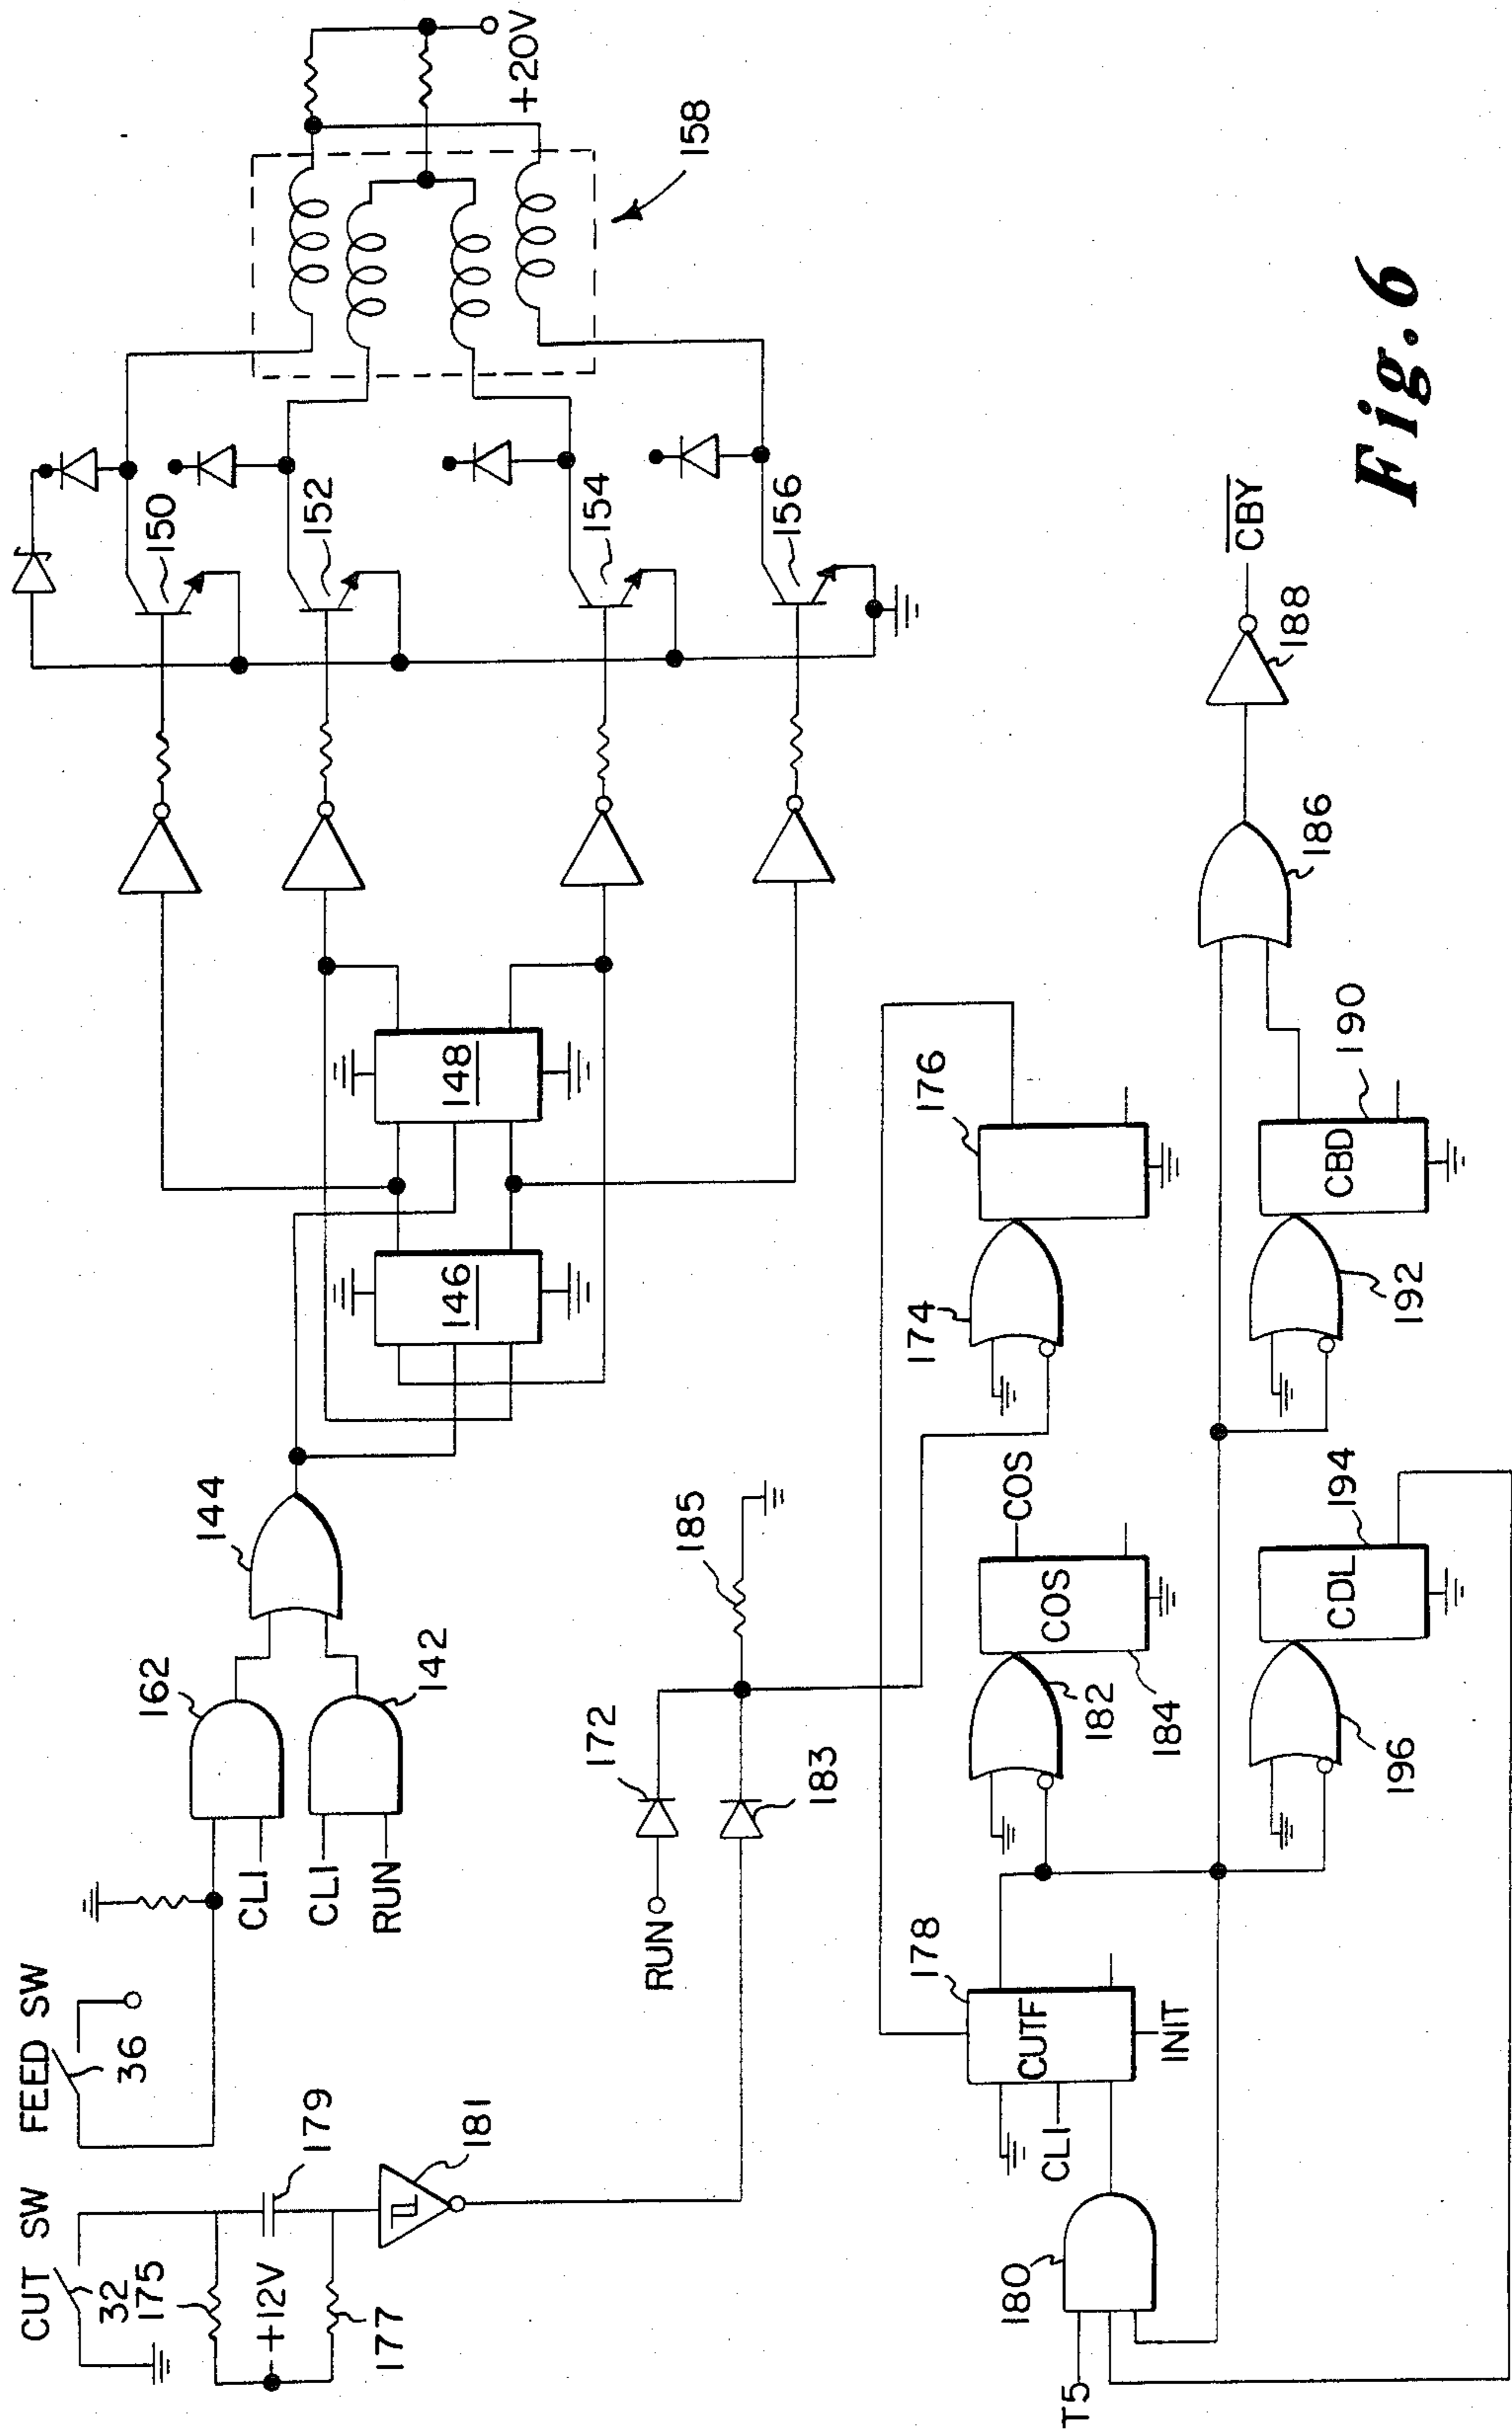 CUT SW
FEED SW
32
36
175
+12V
177
179
181
CLI
CLI
RUN
162
142
144
146
148
150
152
154
156
158
+20V
RUN
172
183
185
174
176
178
CUTF
CLI
INIT
T5
180
182
COS
COS
184
CDL
194
196
CBD
190
192
186
188
CBY
Fig. 6